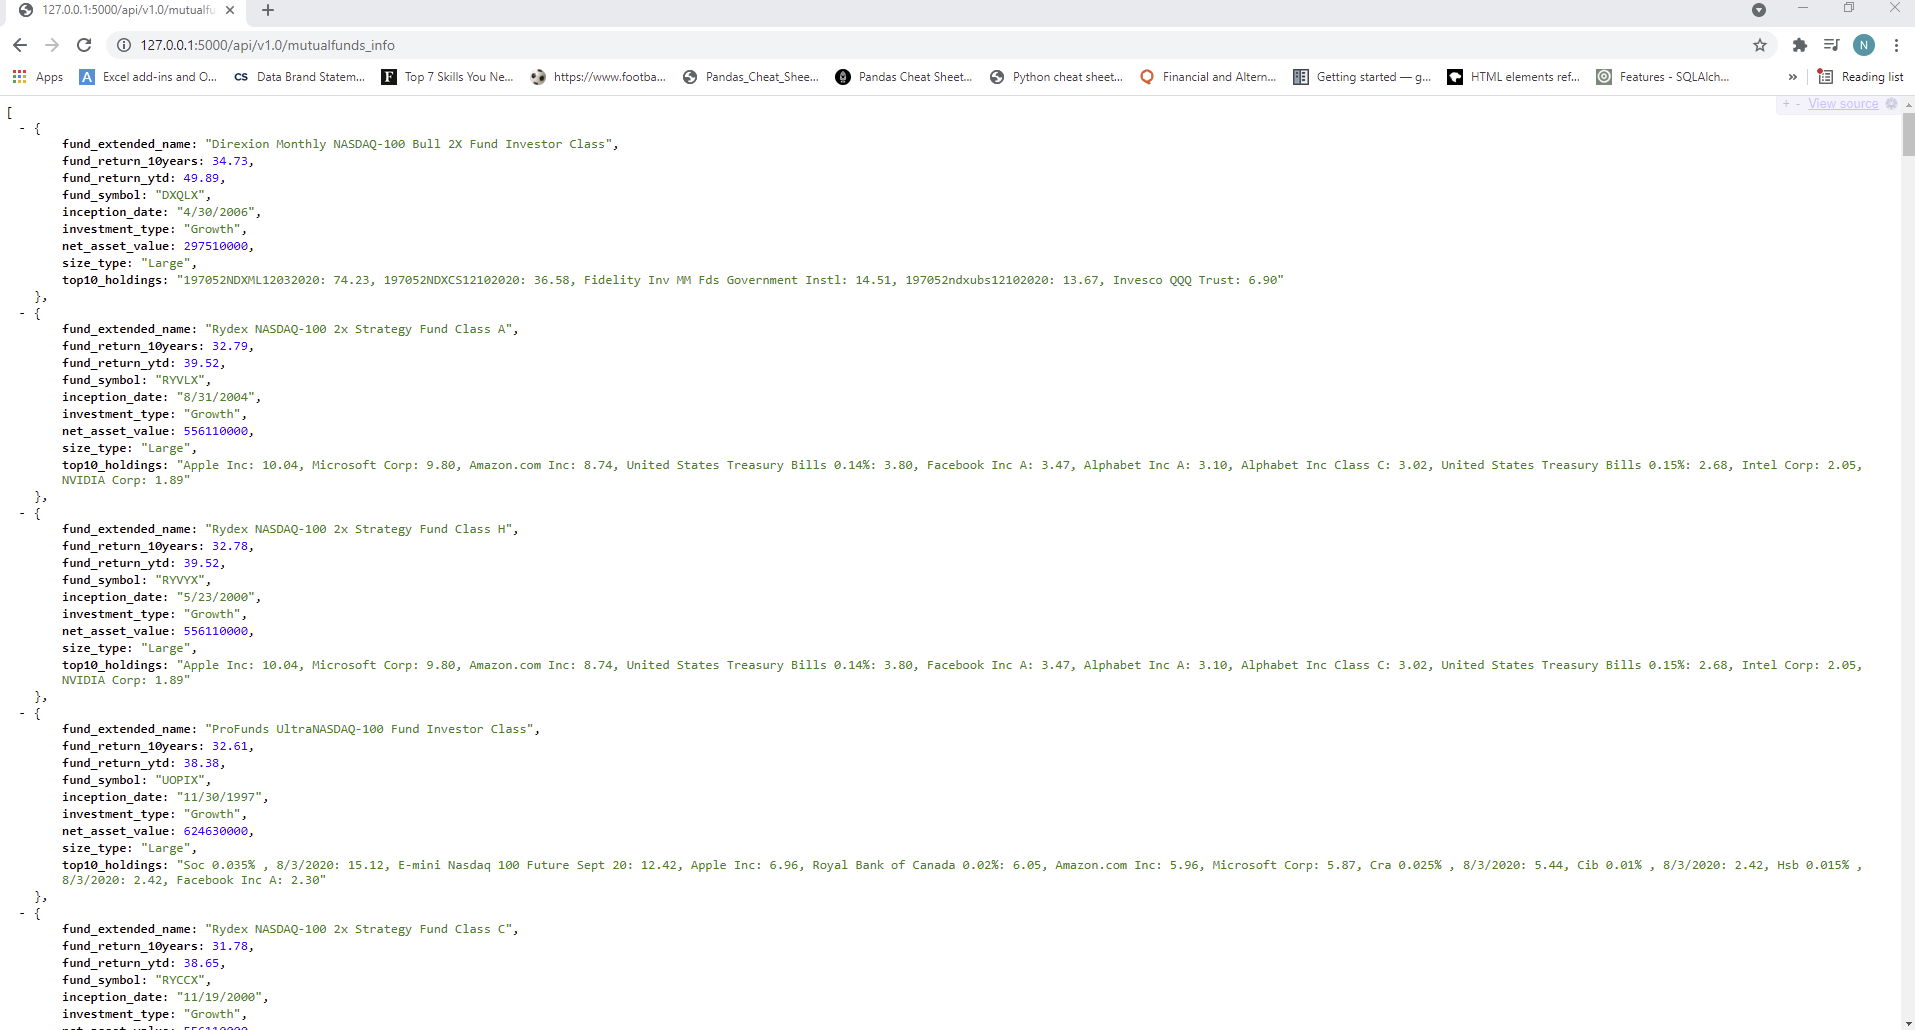 127.0.0.1:5000/api/v1.0/mutualfu
127.0.0.1:5000/api/v1.0/mutualfunds_info
N
Apps
A Excel add-ins and O...
CS Data Brand Statem...
F Top 7 Skills You Ne...
https://www.footba...
Pandas_Cheat_Shee...
Pandas Cheat Sheet...
Python cheat sheet...
Financial and Altern...
Getting started — g...
HTML elements ref...
Features - SQLAlch...
»
Reading list
+ - View source
[
- {
fund_extended_name: "Direxion Monthly NASDAQ-100 Bull 2X Fund Investor Class",
fund_return_10years: 34.73,
fund_return_ytd: 49.89,
fund_symbol: "DXQLX",
inception_date: "4/30/2006",
investment_type: "Growth",
net_asset_value: 297510000,
size_type: "Large",
top10_holdings: "197052NDXML12032020: 74.23, 197052NDXCS12102020: 36.58, Fidelity Inv MM Fds Government Instl: 14.51, 197052ndxubs12102020: 13.67, Invesco QQQ Trust: 6.90"
},
- {
fund_extended_name: "Rydex NASDAQ-100 2x Strategy Fund Class A",
fund_return_10years: 32.79,
fund_return_ytd: 39.52,
fund_symbol: "RYVLX",
inception_date: "8/31/2004",
investment_type: "Growth",
net_asset_value: 556110000,
size_type: "Large",
top10_holdings: "Apple Inc: 10.04, Microsoft Corp: 9.80, Amazon.com Inc: 8.74, United States Treasury Bills 0.14%: 3.80, Facebook Inc A: 3.47, Alphabet Inc A: 3.10, Alphabet Inc Class C: 3.02, United States Treasury Bills 0.15%: 2.68, Intel Corp: 2.05,
NVIDIA Corp: 1.89"
},
- {
fund_extended_name: "Rydex NASDAQ-100 2x Strategy Fund Class H",
fund_return_10years: 32.78,
fund_return_ytd: 39.52,
fund_symbol: "RYVYX",
inception_date: "5/23/2000",
investment_type: "Growth",
net_asset_value: 556110000,
size_type: "Large",
top10_holdings: "Apple Inc: 10.04, Microsoft Corp: 9.80, Amazon.com Inc: 8.74, United States Treasury Bills 0.14%: 3.80, Facebook Inc A: 3.47, Alphabet Inc A: 3.10, Alphabet Inc Class C: 3.02, United States Treasury Bills 0.15%: 2.68, Intel Corp: 2.05,
NVIDIA Corp: 1.89"
},
- {
fund_extended_name: "ProFunds UltraNASDAQ-100 Fund Investor Class",
fund_return_10years: 32.61,
fund_return_ytd: 38.38,
fund_symbol: "UOPIX",
inception_date: "11/30/1997",
investment_type: "Growth",
net_asset_value: 624630000,
size_type: "Large",
top10_holdings: "Soc 0.035% , 8/3/2020: 15.12, E-mini Nasdaq 100 Future Sept 20: 12.42, Apple Inc: 6.96, Royal Bank of Canada 0.02%: 6.05, Amazon.com Inc: 5.96, Microsoft Corp: 5.87, Cra 0.025% , 8/3/2020: 5.44, Cib 0.01% , 8/3/2020: 2.42, Hsb 0.015% ,
8/3/2020: 2.42, Facebook Inc A: 2.30"
},
- {
fund_extended_name: "Rydex NASDAQ-100 2x Strategy Fund Class C",
fund_return_10years: 31.78,
fund_return_ytd: 38.65,
fund_symbol: "RYCCX",
inception_date: "11/19/2000",
investment_type: "Growth",
net_asset_value: 556110000